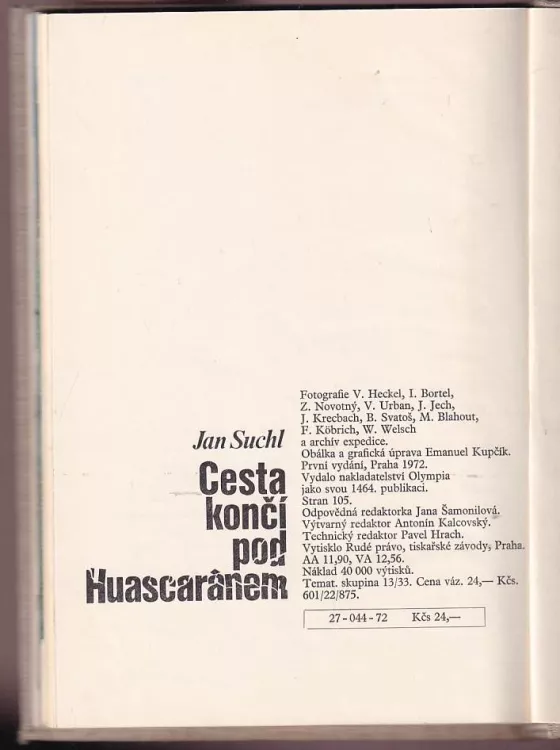 Jan Suchl
Cesta
končí
pod
Huascaránem
Fotografie V. Heckel, I. Bortel,
Z. Novotný, V. Urban, J. Jech,
J. Krecbach, B. Svatoš, M. Blahout,
F. Köbrich, W. Welsch
a archív expedice.
Obálka a grafická úprava Emanuel Kupčík.
První vydání, Praha 1972.
Vydalo nakladatelství Olympia
jako svou 1464. publikaci.
Stran 105.
Odpovědná redaktorka Jana Šamonilová.
Výtvarný redaktor Antonín Kalcovský.
Technický redaktor Pavel Hrach.
Vytisklo Rudé právo, tiskařské závody, Praha.
AA 11,90, VA 12,56.
Náklad 40 000 výtisků.
Temat. skupina 13/33. Cena váz. 24,— Kčs.
601/22/875.
27-044-72 Kčs 24,—